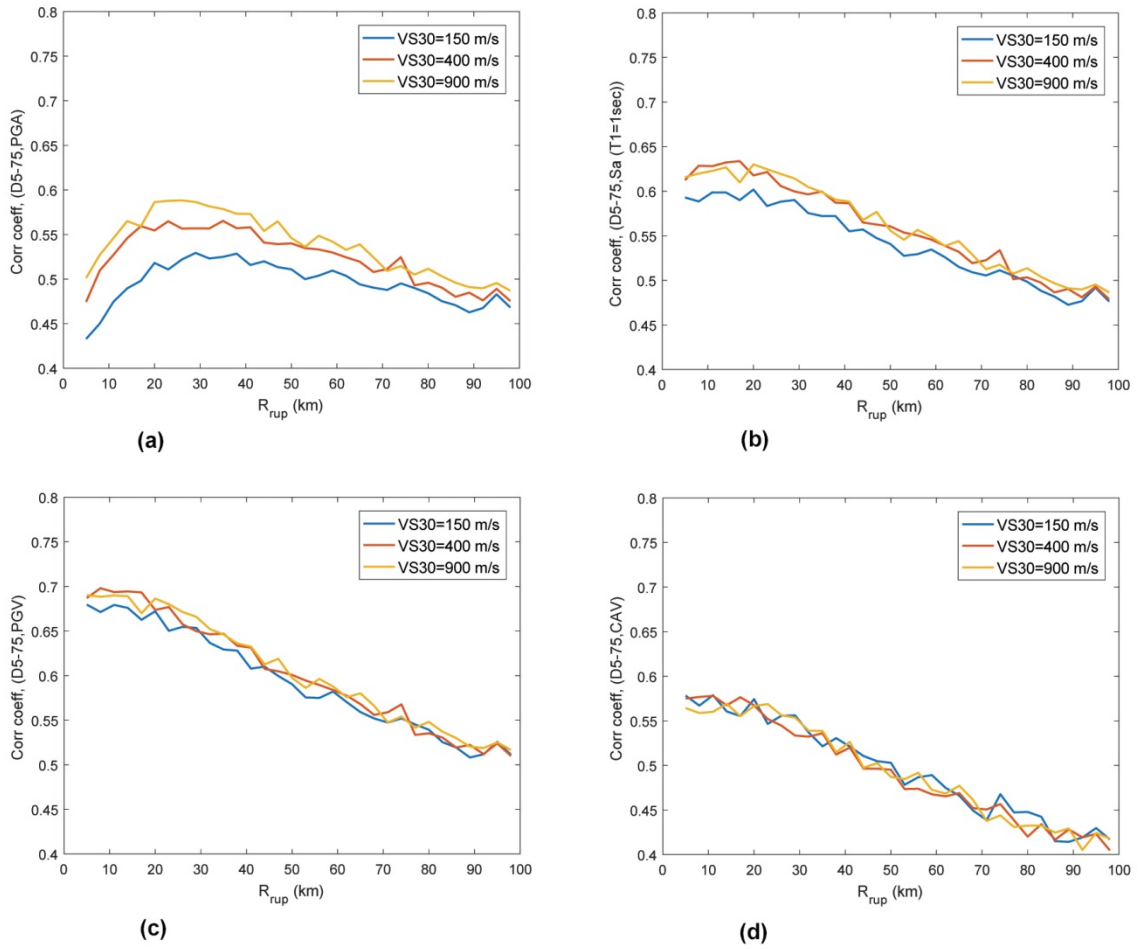 0.8
0.75
0.7
0.65
0.6
0.55
0.5
0.45
0.4
Corr coeff, (D5-75,PGA)
VS30=150 m/s
VS30=400 m/s
VS30=900 m/s
0 10 20 30 40 50 60 70 80 90 100
R_rup (km)
(a)
0.8
0.75
0.7
0.65
0.6
0.55
0.5
0.45
0.4
Corr coeff, (D5-75,Sa (T1=1sec))
VS30=150 m/s
VS30=400 m/s
VS30=900 m/s
0 10 20 30 40 50 60 70 80 90 100
R_rup (km)
(b)
0.8
0.75
0.7
0.65
0.6
0.55
0.5
0.45
0.4
Corr coeff, (D5-75,PGV)
VS30=150 m/s
VS30=400 m/s
VS30=900 m/s
0 10 20 30 40 50 60 70 80 90 100
R_rup (km)
(c)
0.8
0.75
0.7
0.65
0.6
0.55
0.5
0.45
0.4
Corr coeff, (D5-75,CAV)
VS30=150 m/s
VS30=400 m/s
VS30=900 m/s
0 10 20 30 40 50 60 70 80 90 100
R_rup (km)
(d)